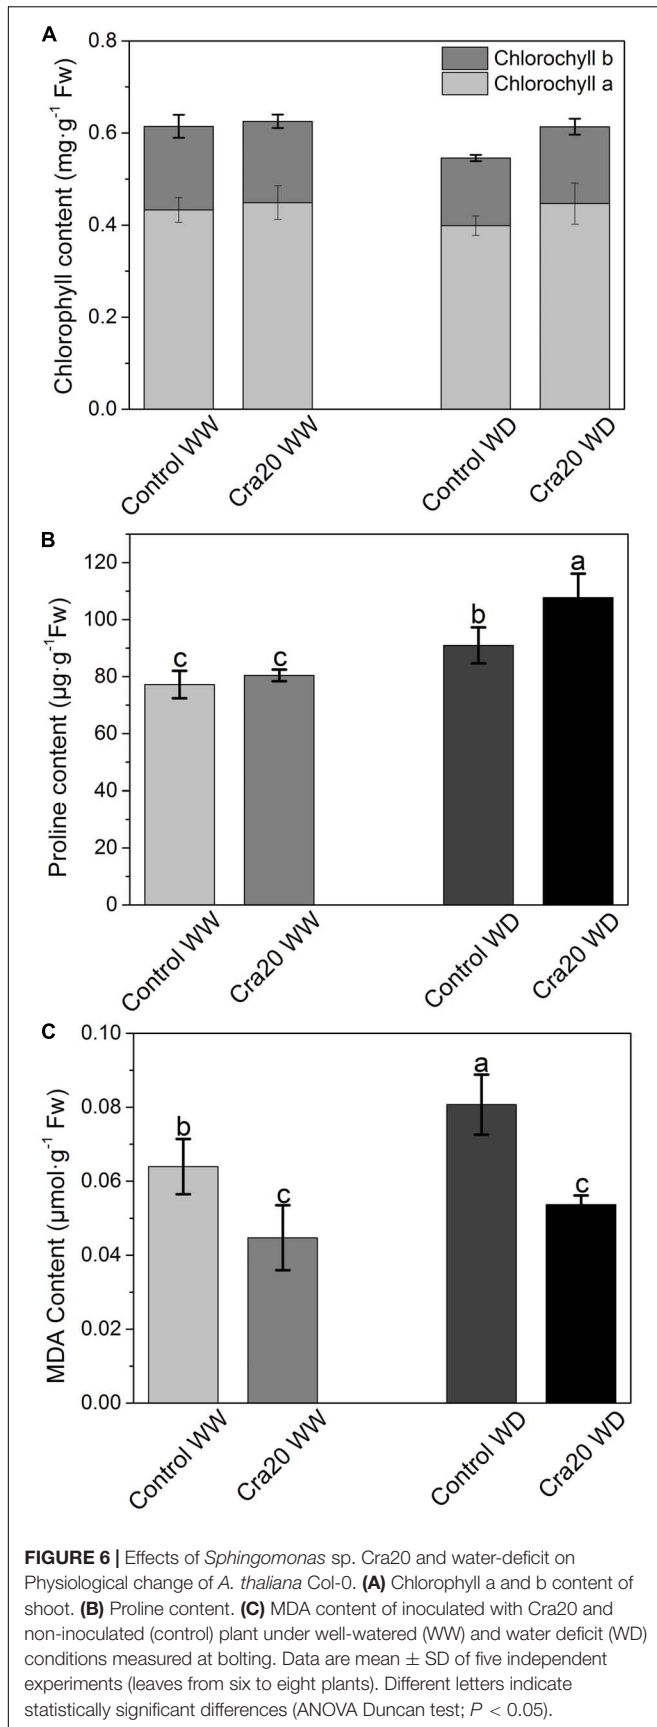 A
0.8
Chlorochyll b
Chlorochyll a
0.6
0.4
0.2
0.0
Chlorophyll content (mg·g⁻¹ Fw)
Control WW
Cra20 WW
Control WD
Cra20 WD
B
120
100
80
60
40
20
0
Proline content (µg·g⁻¹Fw)
c
c
b
a
Control WW
Cra20 WW
Control WD
Cra20 WD
C
0.10
0.08
0.06
0.04
0.02
0.00
MDA Content (µmol·g⁻¹ Fw)
b
c
a
c
Control WW
Cra20 WW
Control WD
Cra20 WD
FIGURE 6 | Effects of Sphingomonas sp. Cra20 and water-deficit on
Physiological change of A. thaliana Col-0. (A) Chlorophyll a and b content of
shoot. (B) Proline content. (C) MDA content of inoculated with Cra20 and
non-inoculated (control) plant under well-watered (WW) and water deficit (WD)
conditions measured at bolting. Data are mean ± SD of five independent
experiments (leaves from six to eight plants). Different letters indicate
statistically significant differences (ANOVA Duncan test; P < 0.05).